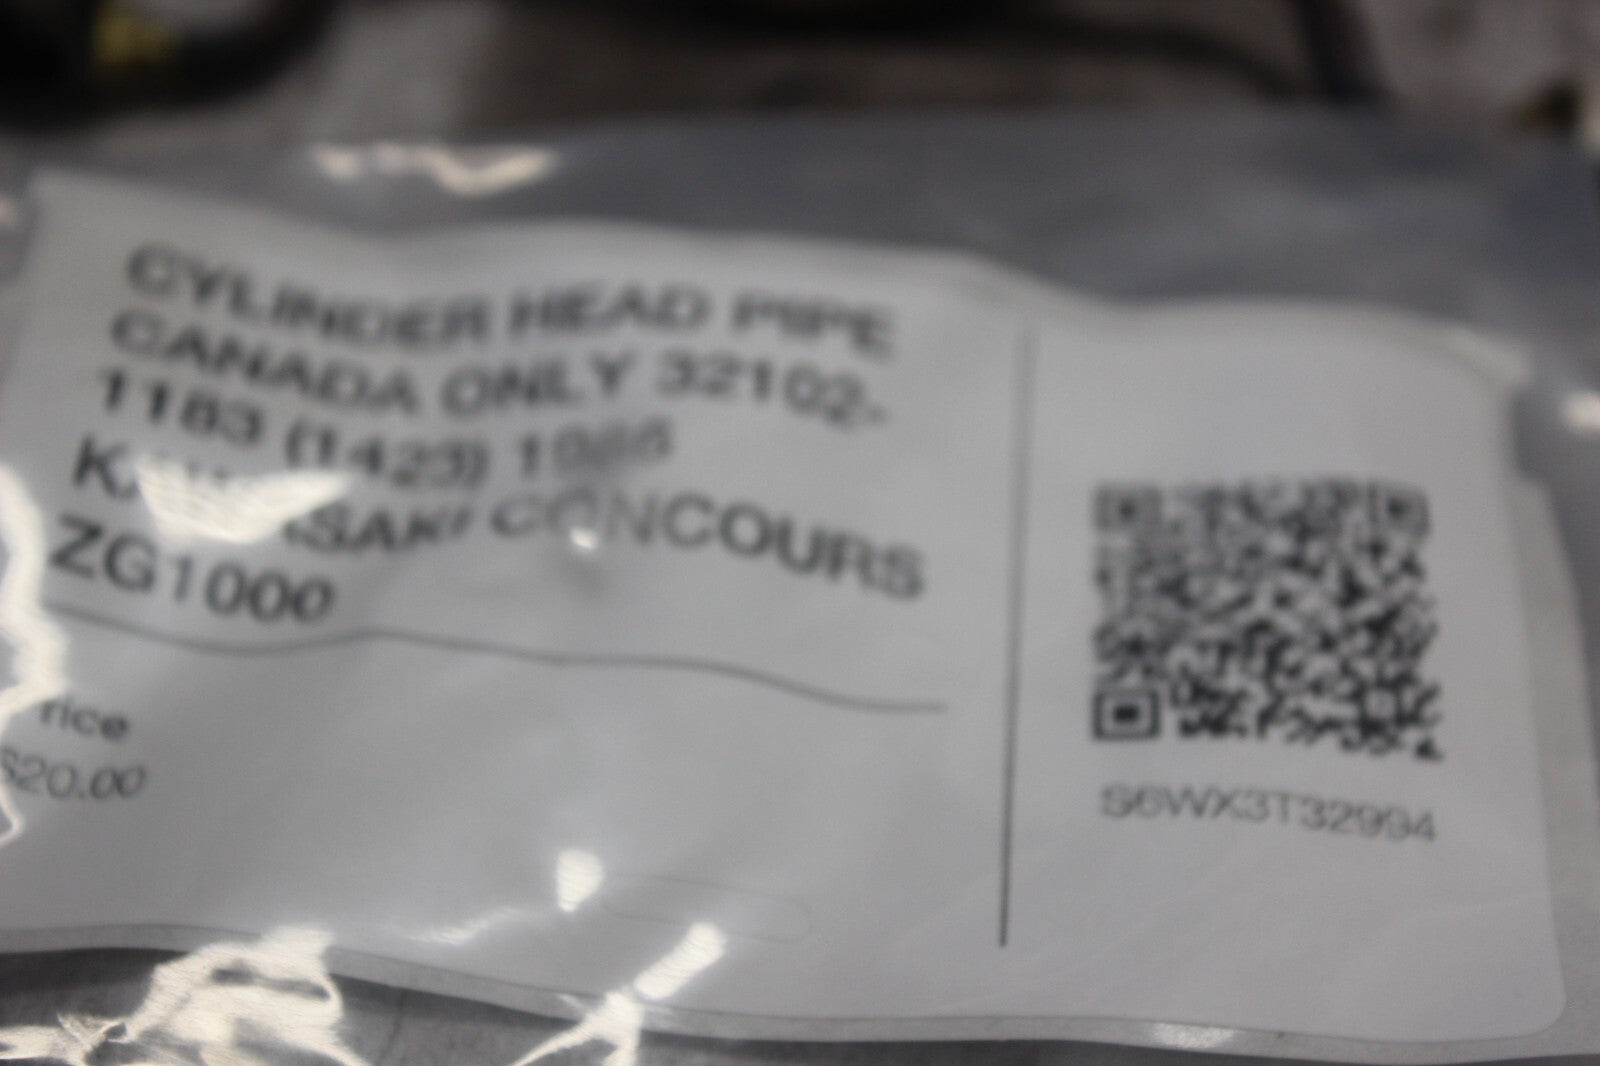 CYLINDER HEAD PIPE
CANADA ONLY 32102-
1183 (1423) 1986
CONCOURS
ZG1000
rice
$20.00
S6WX3T32994